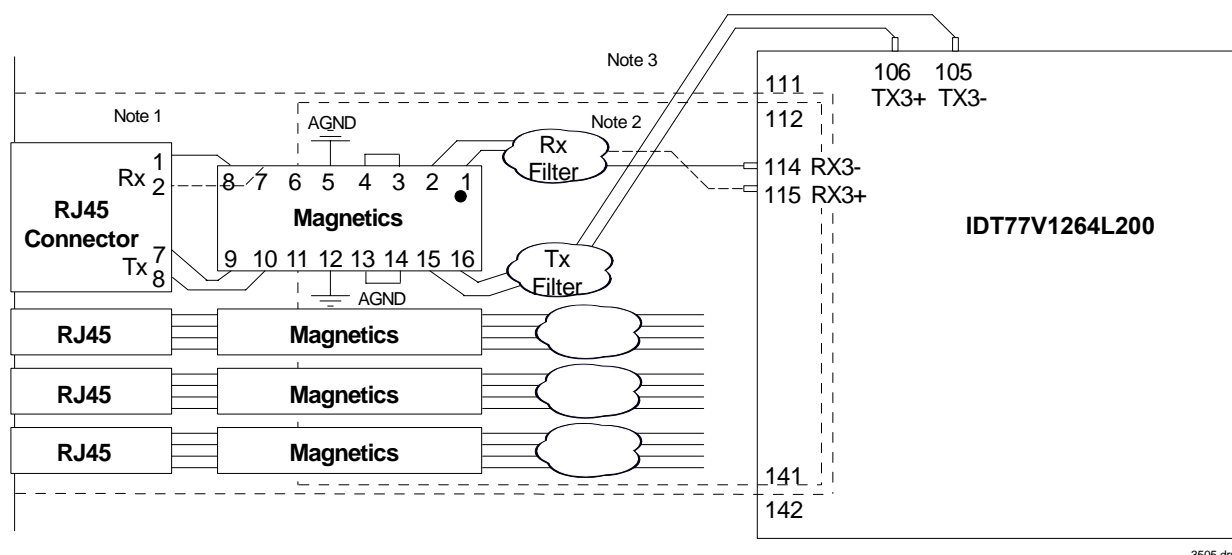 Note 3
106 105
TX3+ TX3-
111
112
Note 1
AGND
Note 2
1
Rx 2
8 7 6 5 4 3 2 1
Rx
Filter
114 RX3-
115 RX3+
RJ45
Connector
Magnetics
IDT77V1264L200
7
Tx
8
9 10 11 12 13 14 15 16
Tx
Filter
AGND
RJ45 Magnetics
RJ45 Magnetics
RJ45 Magnetics
141
142